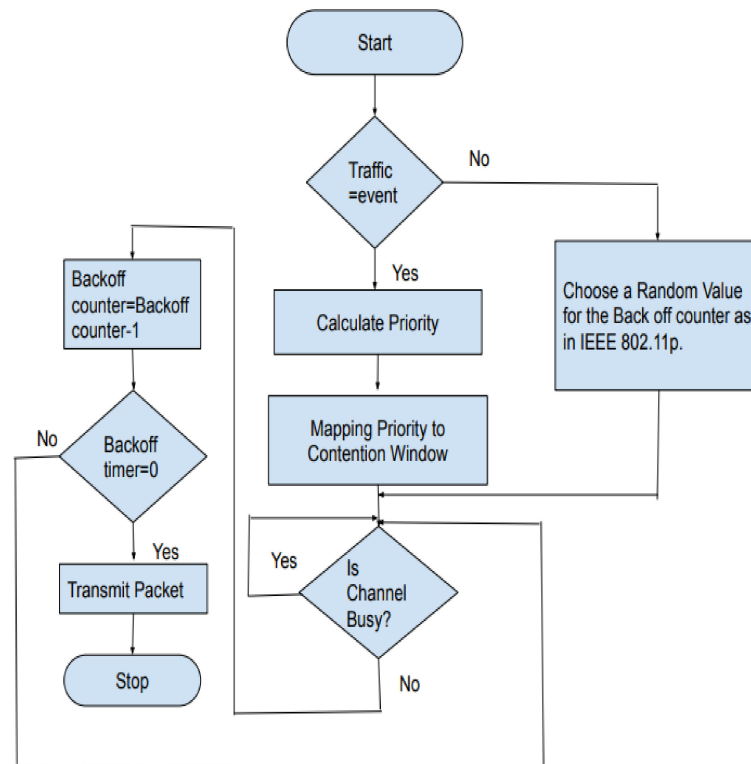 Start
Traffic
=event
No
Yes
Backoff
counter=Backoff
counter-1
Calculate Priority
Choose a Random Value
for the Back off counter as
in IEEE 802.11p.
Mapping Priority to
Contention Window
No
Backoff
timer=0
Yes
Transmit Packet
Stop
Yes
Is
Channel
Busy?
No